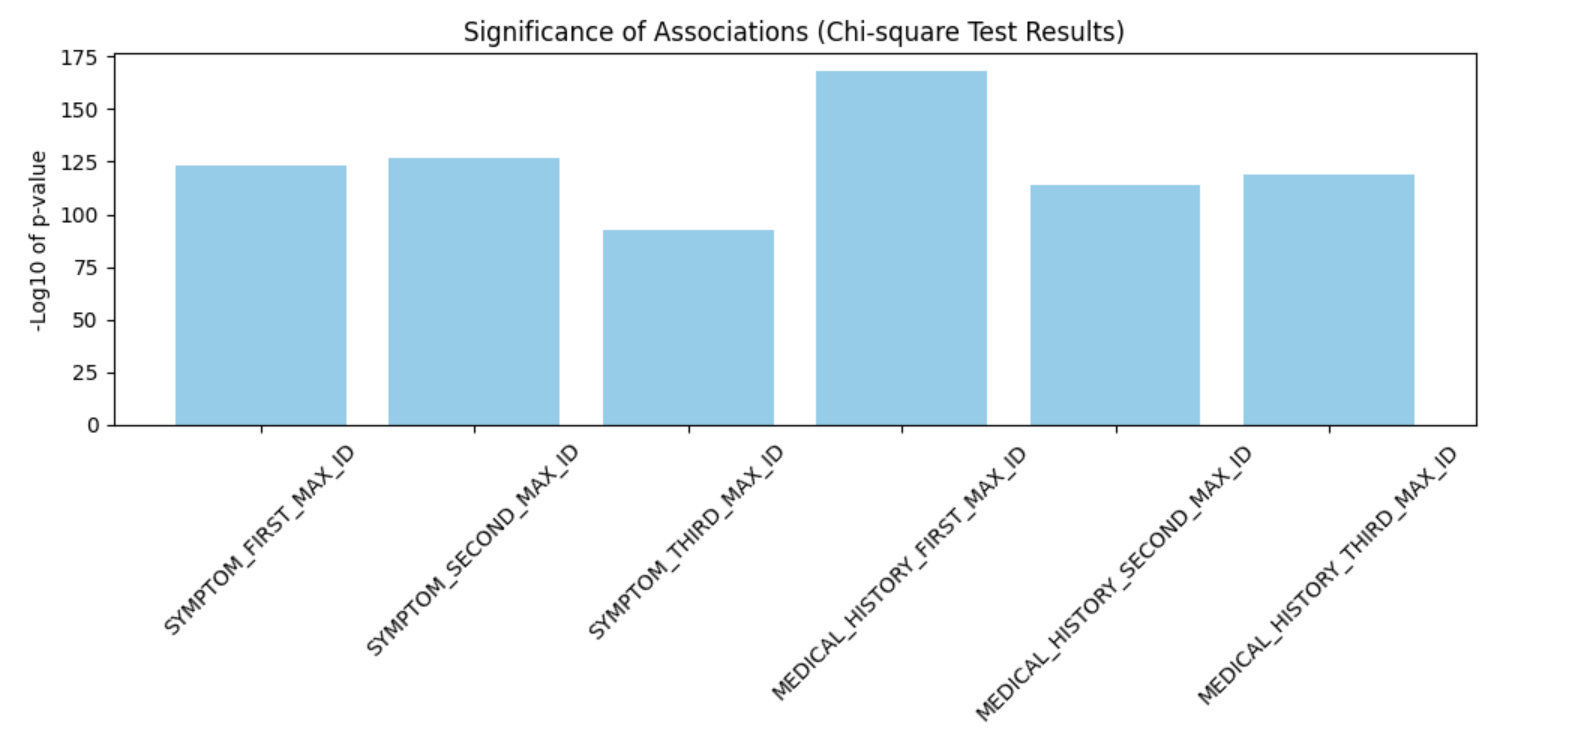 Significance of Associations (Chi-square Test Results)
-Log10 of p-value
175
150
125
100
75
50
25
0
SYMPTOM_FIRST_MAX_ID
SYMPTOM_SECOND_MAX_ID
SYMPTOM_THIRD_MAX_ID
MEDICAL_HISTORY_FIRST_MAX_ID
MEDICAL_HISTORY_SECOND_MAX_ID
MEDICAL_HISTORY_THIRD_MAX_ID